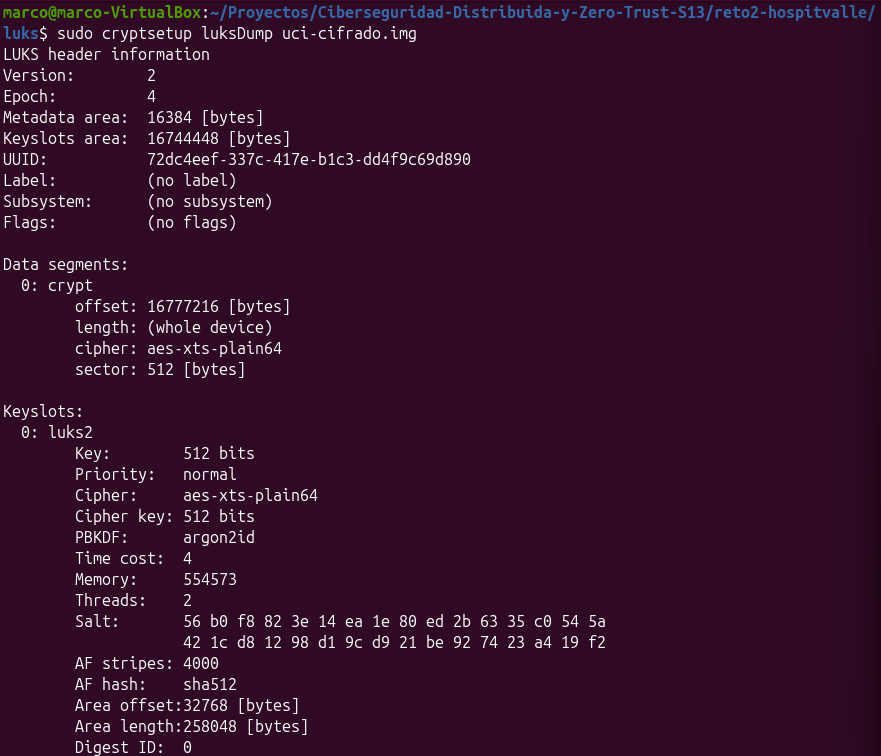 marco@marco-VirtualBox:~/Proyectos/Ciberseguridad-Distribuida-y-Zero-Trust-S13/reto2-hospitvalle/
luks$ sudo cryptsetup luksDump uci-cifrado.img
LUKS header information
Version:        2
Epoch:          4
Metadata area:  16384 [bytes]
Keyslots area:  16744448 [bytes]
UUID:           72dc4eef-337c-417e-b1c3-dd4f9c69d890
Label:          (no label)
Subsystem:      (no subsystem)
Flags:          (no flags)

Data segments:
  0: crypt
        offset: 16777216 [bytes]
        length: (whole device)
        cipher: aes-xts-plain64
        sector: 512 [bytes]

Keyslots:
  0: luks2
        Key:        512 bits
        Priority:   normal
        Cipher:     aes-xts-plain64
        Cipher key: 512 bits
        PBKDF:      argon2id
        Time cost:  4
        Memory:     554573
        Threads:    2
        Salt:       56 b0 f8 82 3e 14 ea 1e 80 ed 2b 63 35 c0 54 5a
                    42 1c d8 12 98 d1 9c d9 21 be 92 74 23 a4 19 f2
        AF stripes: 4000
        AF hash:    sha512
        Area offset:32768 [bytes]
        Area length:258048 [bytes]
        Digest ID:  0